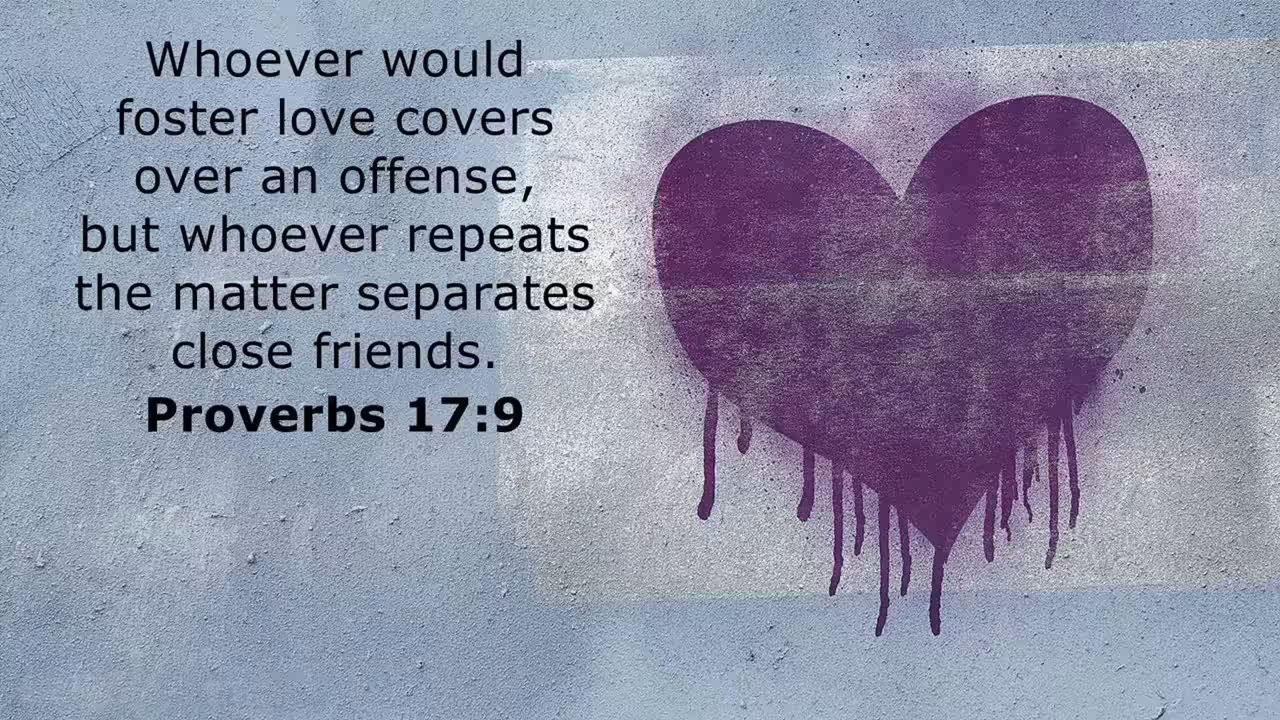 Whoever would
foster love covers
over an offense,
but whoever repeats
the matter separates
close friends.
Proverbs 17:9